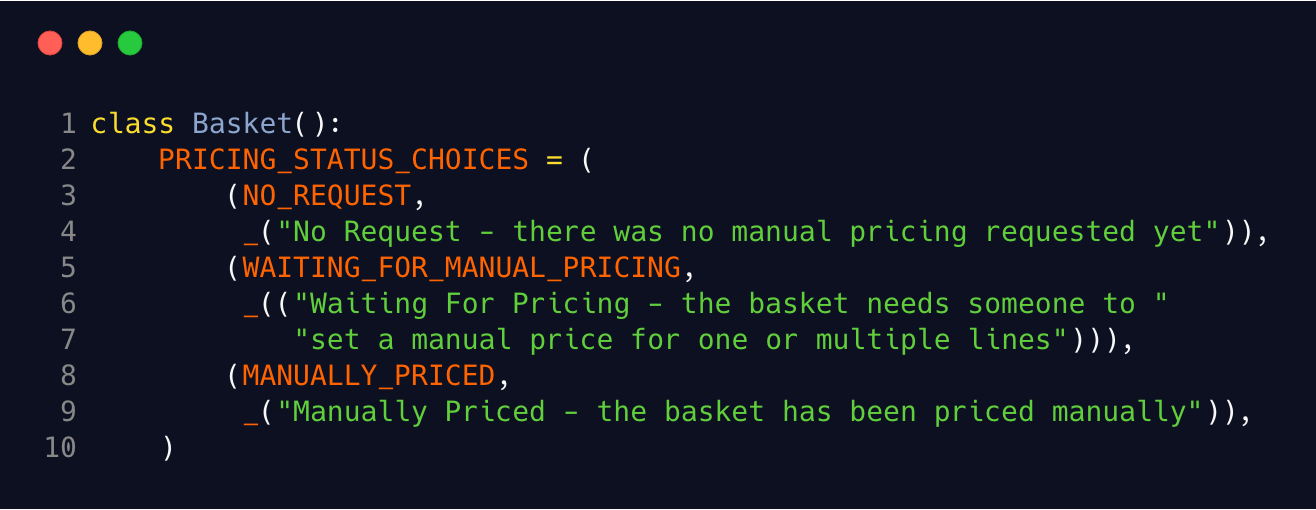 1 class Basket():
2     PRICING_STATUS_CHOICES = (
3         (NO_REQUEST,
4          _("No Request - there was no manual pricing requested yet")),
5         (WAITING_FOR_MANUAL_PRICING,
6          _(("Waiting For Pricing - the basket needs someone to "
7             "set a manual price for one or multiple lines"))),
8         (MANUALLY_PRICED,
9          _("Manually Priced - the basket has been priced manually")),
10     )